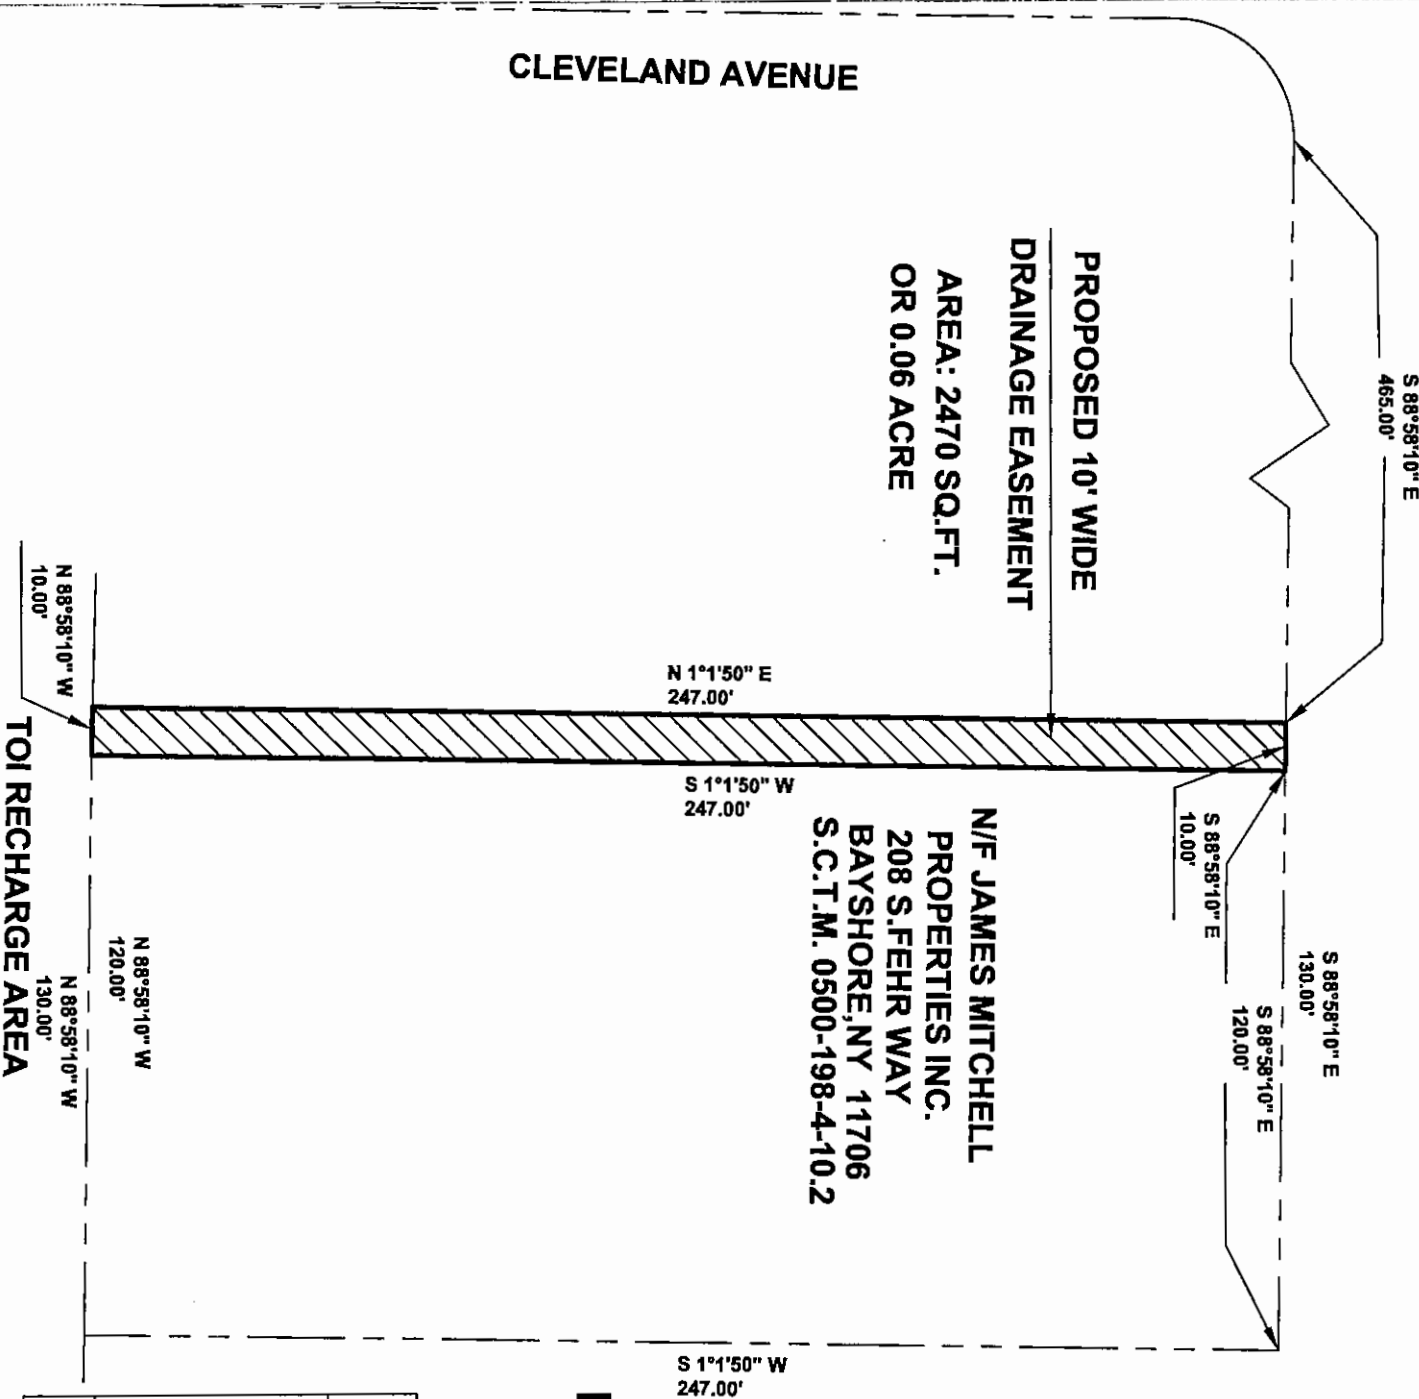 CLEVELAND AVENUE
S 88°58'10" E
465.00'
PROPOSED 10' WIDE
DRAINAGE EASEMENT
AREA: 2470 SQ.FT.
OR 0.06 ACRE
N 1°1'50" E
247.00'
S 1°1'50" W
247.00'
S 88°58'10" E
10.00'
S 88°58'10" E
130.00'
S 88°58'10" E
120.00'
N/F JAMES MITCHELL
PROPERTIES INC.
208 S.FEHR WAY
BAYSHORE,NY 11706
S.C.T.M. 0500-198-4-10.2
N 88°58'10" W
10.00'
TOI RECHARGE AREA
N 88°58'10" W
120.00'
N 88°58'10" W
130.00'
S 1°1'50" W
247.00'